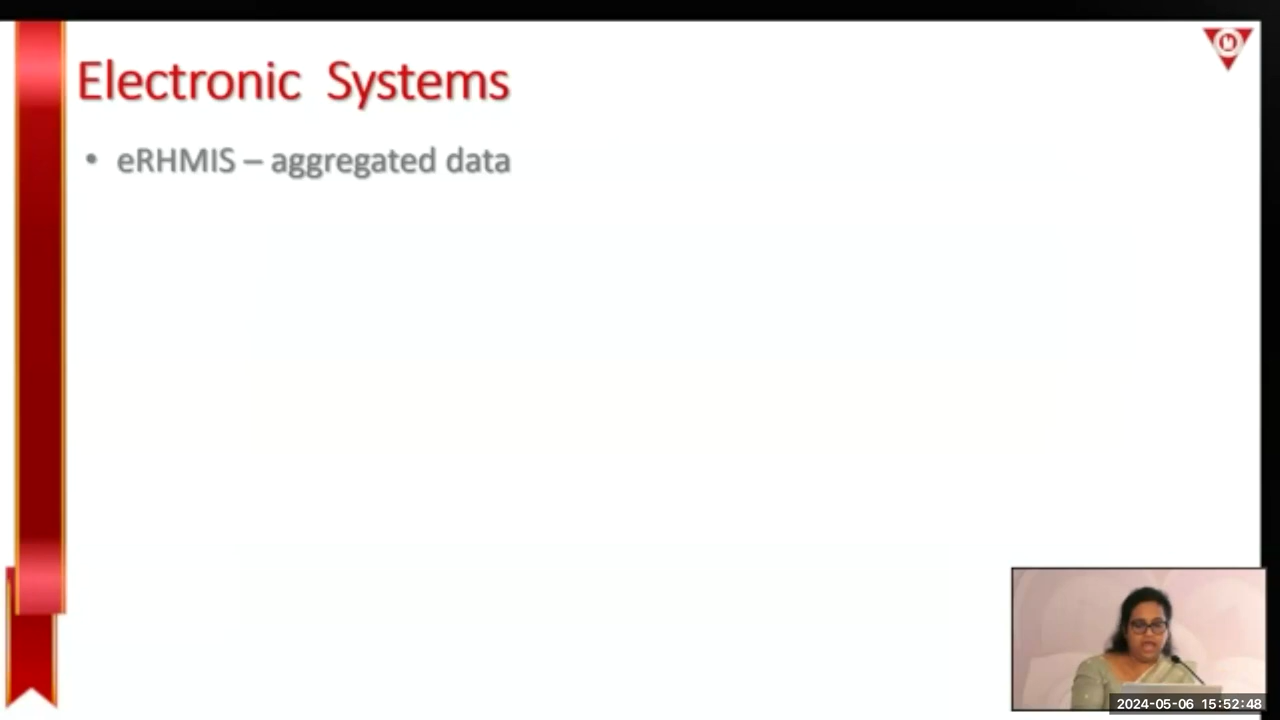 Electronic Systems
• eRHMIS – aggregated data
2024-05-06 15:52:48